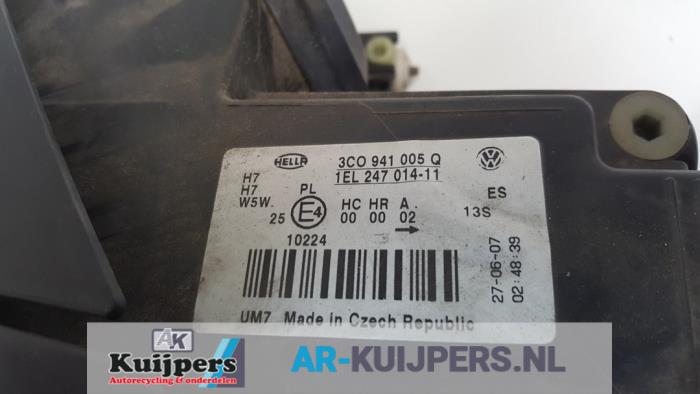 HELLA 3C0 941 005 Q
1EL 247 014-11
H7
H7 PL ES
W5W. HC HR A.
25 E4 00 00 02 13S
10224
27-06-07
02:48:39
UM7 Made in Czech Republic
AK
Kuijpers
Autorecycling & onderdelen
AR-KUIJPERS.NL